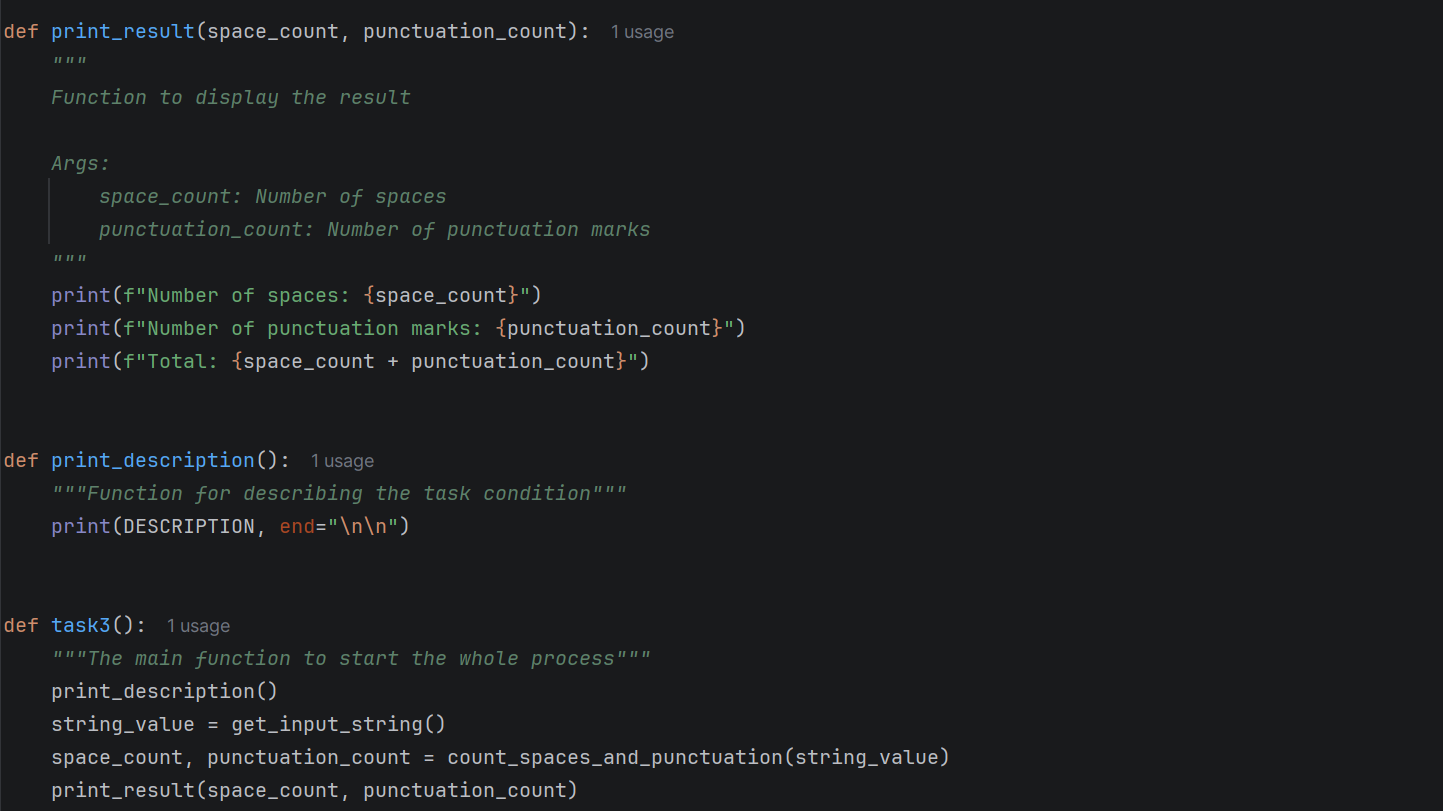 def print_result(space_count, punctuation_count): 1 usage
    """
    Function to display the result

    Args:
        space_count: Number of spaces
        punctuation_count: Number of punctuation marks
    """
    print(f"Number of spaces: {space_count}")
    print(f"Number of punctuation marks: {punctuation_count}")
    print(f"Total: {space_count + punctuation_count}")


def print_description(): 1 usage
    """Function for describing the task condition"""
    print(DESCRIPTION, end="\n\n")


def task3(): 1 usage
    """The main function to start the whole process"""
    print_description()
    string_value = get_input_string()
    space_count, punctuation_count = count_spaces_and_punctuation(string_value)
    print_result(space_count, punctuation_count)